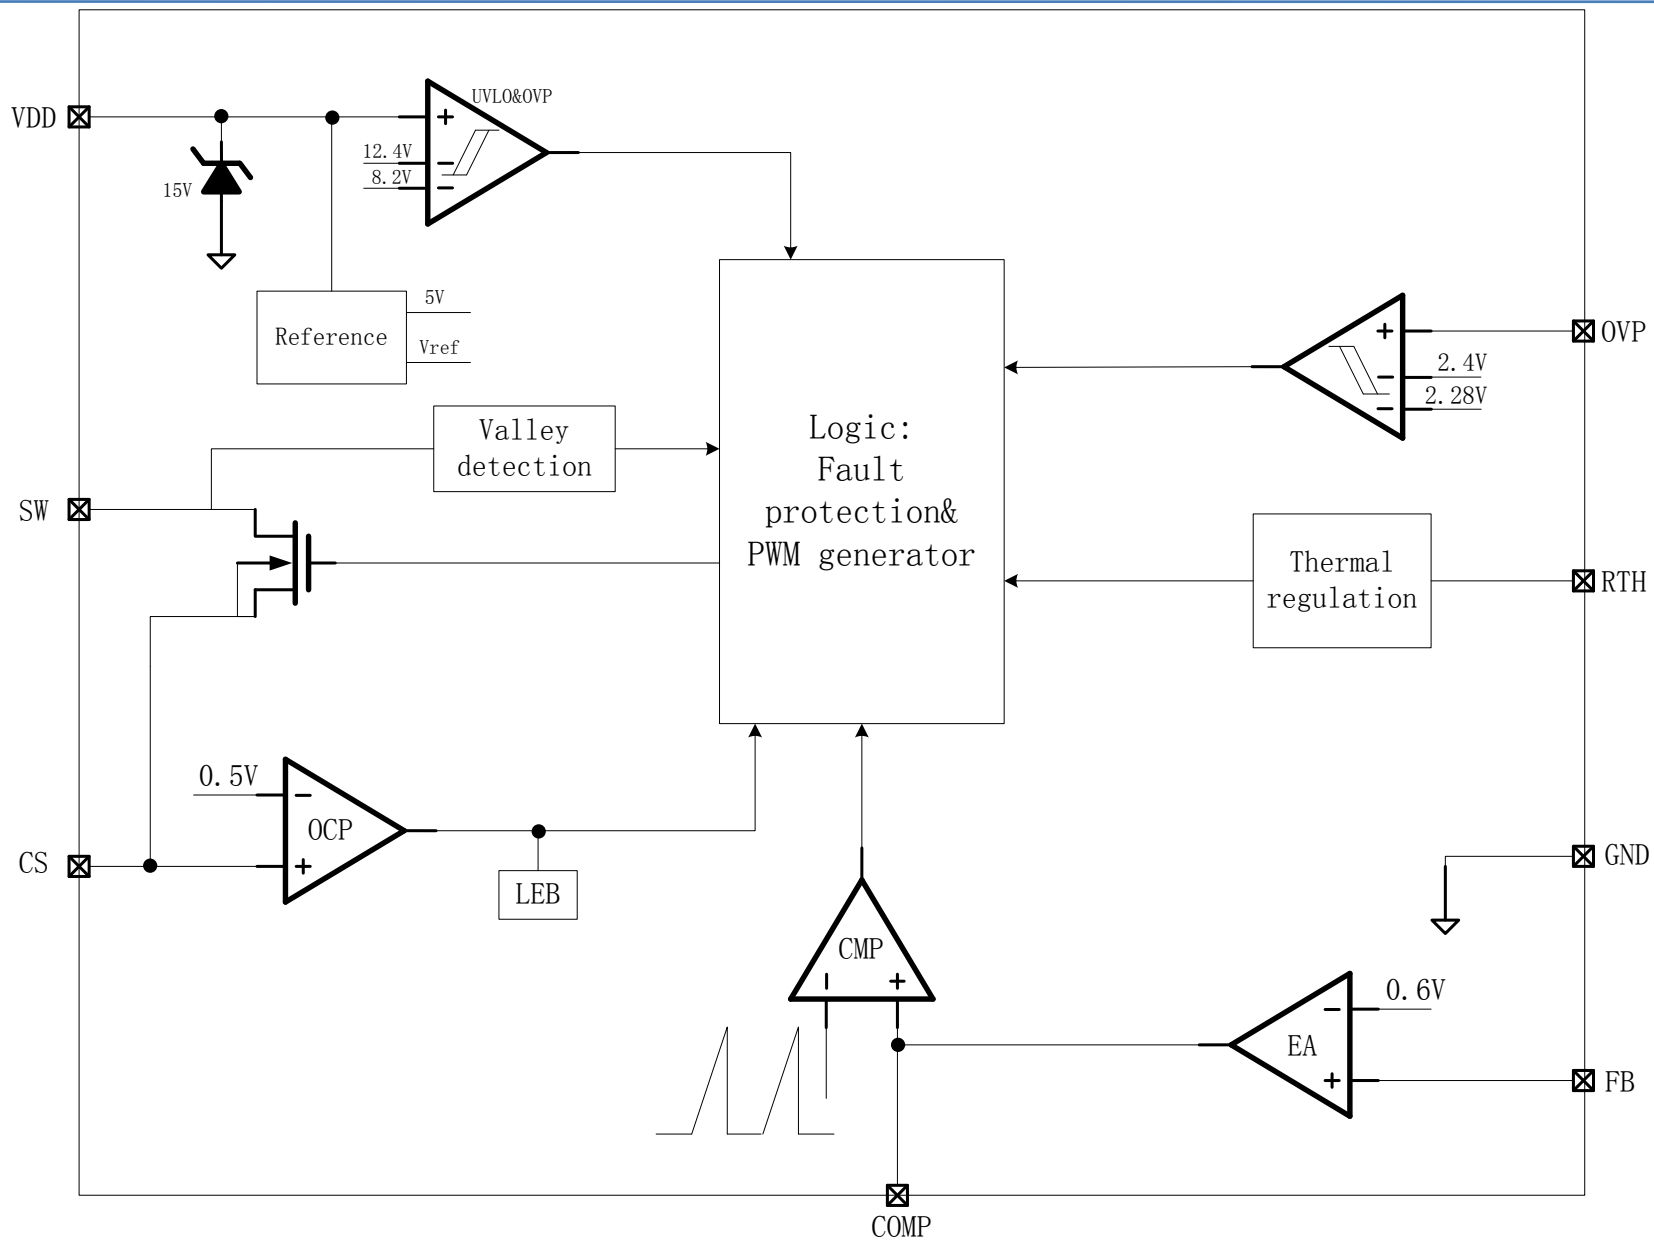 UVLO&OVP
VDD
+
12.4V
−
8.2V
−
15V
5V
Reference
Vref
+
OVP
2.4V
−
2.28V
−
Valley
detection
Logic:
Fault
protection&
PWM generator
SW
Thermal
regulation
RTH
0.5V
−
OCP
CS
+
LEB
GND
CMP
−
+
0.6V
−
EA
+
FB
COMP